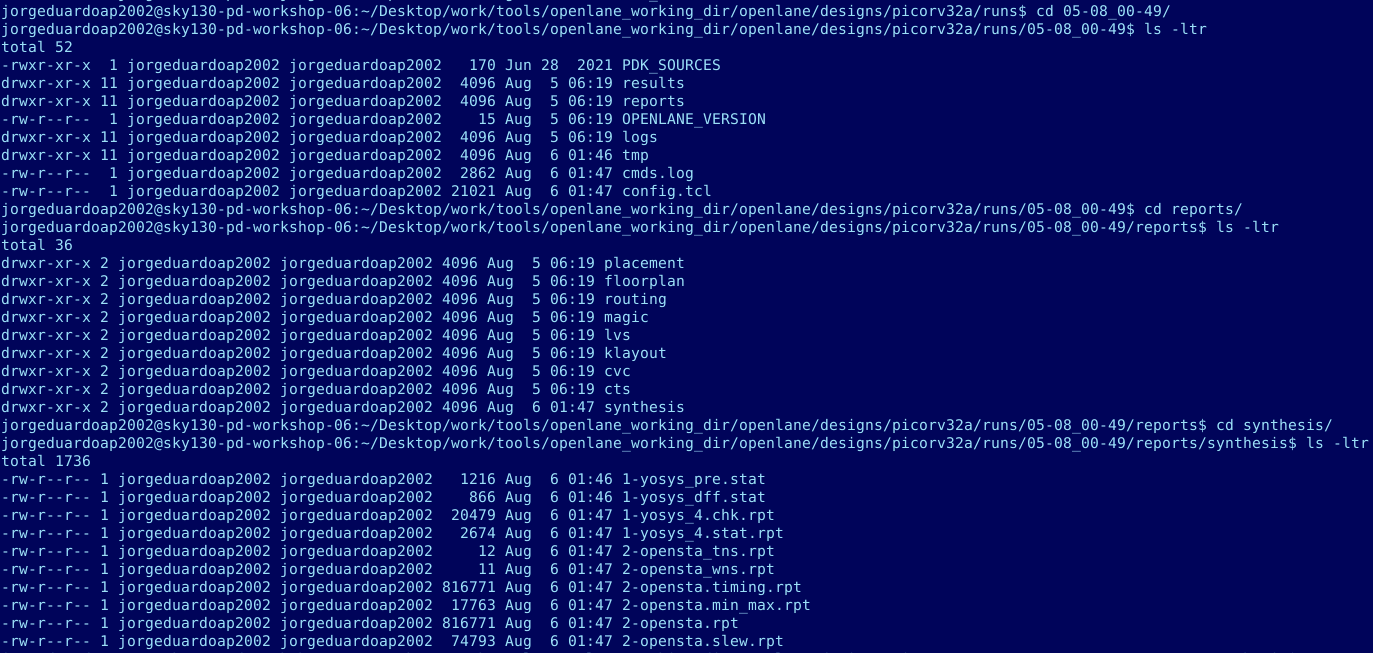 jorgeduardoap2002@sky130-pd-workshop-06:~/Desktop/work/tools/openlane_working_dir/openlane/designs/picorv32a/runs$ cd 05-08_00-49/
jorgeduardoap2002@sky130-pd-workshop-06:~/Desktop/work/tools/openlane_working_dir/openlane/designs/picorv32a/runs/05-08_00-49$ ls -ltr
total 52
-rwxr-xr-x  1 jorgeduardoap2002 jorgeduardoap2002   170 Jun 28  2021 PDK_SOURCES
drwxr-xr-x 11 jorgeduardoap2002 jorgeduardoap2002  4096 Aug  5 06:19 results
drwxr-xr-x 11 jorgeduardoap2002 jorgeduardoap2002  4096 Aug  5 06:19 reports
-rw-r--r--  1 jorgeduardoap2002 jorgeduardoap2002    15 Aug  5 06:19 OPENLANE_VERSION
drwxr-xr-x 11 jorgeduardoap2002 jorgeduardoap2002  4096 Aug  5 06:19 logs
drwxr-xr-x 11 jorgeduardoap2002 jorgeduardoap2002  4096 Aug  6 01:46 tmp
-rw-r--r--  1 jorgeduardoap2002 jorgeduardoap2002  2862 Aug  6 01:47 cmds.log
-rw-r--r--  1 jorgeduardoap2002 jorgeduardoap2002 21021 Aug  6 01:47 config.tcl
jorgeduardoap2002@sky130-pd-workshop-06:~/Desktop/work/tools/openlane_working_dir/openlane/designs/picorv32a/runs/05-08_00-49$ cd reports/
jorgeduardoap2002@sky130-pd-workshop-06:~/Desktop/work/tools/openlane_working_dir/openlane/designs/picorv32a/runs/05-08_00-49/reports$ ls -ltr
total 36
drwxr-xr-x 2 jorgeduardoap2002 jorgeduardoap2002 4096 Aug  5 06:19 placement
drwxr-xr-x 2 jorgeduardoap2002 jorgeduardoap2002 4096 Aug  5 06:19 floorplan
drwxr-xr-x 2 jorgeduardoap2002 jorgeduardoap2002 4096 Aug  5 06:19 routing
drwxr-xr-x 2 jorgeduardoap2002 jorgeduardoap2002 4096 Aug  5 06:19 magic
drwxr-xr-x 2 jorgeduardoap2002 jorgeduardoap2002 4096 Aug  5 06:19 lvs
drwxr-xr-x 2 jorgeduardoap2002 jorgeduardoap2002 4096 Aug  5 06:19 klayout
drwxr-xr-x 2 jorgeduardoap2002 jorgeduardoap2002 4096 Aug  5 06:19 cvc
drwxr-xr-x 2 jorgeduardoap2002 jorgeduardoap2002 4096 Aug  5 06:19 cts
drwxr-xr-x 2 jorgeduardoap2002 jorgeduardoap2002 4096 Aug  6 01:47 synthesis
jorgeduardoap2002@sky130-pd-workshop-06:~/Desktop/work/tools/openlane_working_dir/openlane/designs/picorv32a/runs/05-08_00-49/reports$ cd synthesis/
jorgeduardoap2002@sky130-pd-workshop-06:~/Desktop/work/tools/openlane_working_dir/openlane/designs/picorv32a/runs/05-08_00-49/reports/synthesis$ ls -ltr
total 1736
-rw-r--r-- 1 jorgeduardoap2002 jorgeduardoap2002   1216 Aug  6 01:46 1-yosys_pre.stat
-rw-r--r-- 1 jorgeduardoap2002 jorgeduardoap2002    866 Aug  6 01:46 1-yosys_dff.stat
-rw-r--r-- 1 jorgeduardoap2002 jorgeduardoap2002  20479 Aug  6 01:47 1-yosys_4.chk.rpt
-rw-r--r-- 1 jorgeduardoap2002 jorgeduardoap2002   2674 Aug  6 01:47 1-yosys_4.stat.rpt
-rw-r--r-- 1 jorgeduardoap2002 jorgeduardoap2002     12 Aug  6 01:47 2-opensta_tns.rpt
-rw-r--r-- 1 jorgeduardoap2002 jorgeduardoap2002     11 Aug  6 01:47 2-opensta_wns.rpt
-rw-r--r-- 1 jorgeduardoap2002 jorgeduardoap2002 816771 Aug  6 01:47 2-opensta.timing.rpt
-rw-r--r-- 1 jorgeduardoap2002 jorgeduardoap2002  17763 Aug  6 01:47 2-opensta.min_max.rpt
-rw-r--r-- 1 jorgeduardoap2002 jorgeduardoap2002 816771 Aug  6 01:47 2-opensta.rpt
-rw-r--r-- 1 jorgeduardoap2002 jorgeduardoap2002  74793 Aug  6 01:47 2-opensta.slew.rpt